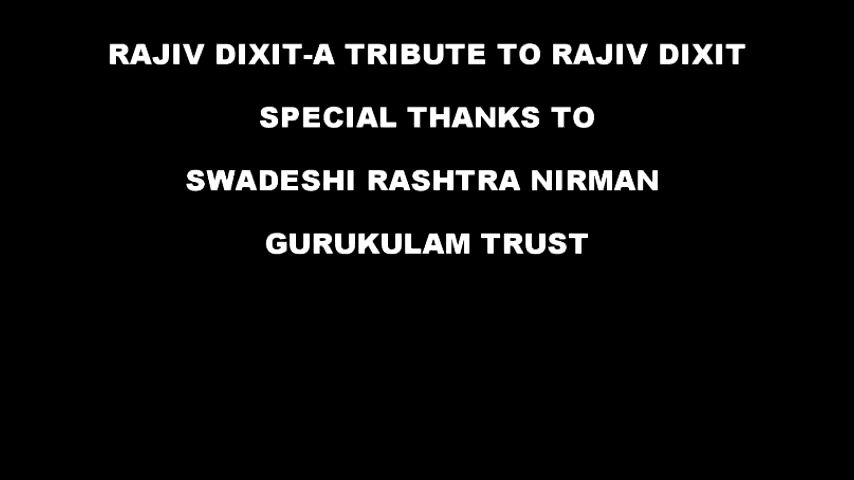 RAJIV DIXIT-A TRIBUTE TO RAJIV DIXIT
SPECIAL THANKS TO
SWADESHI RASHTRA NIRMAN
GURUKULAM TRUST